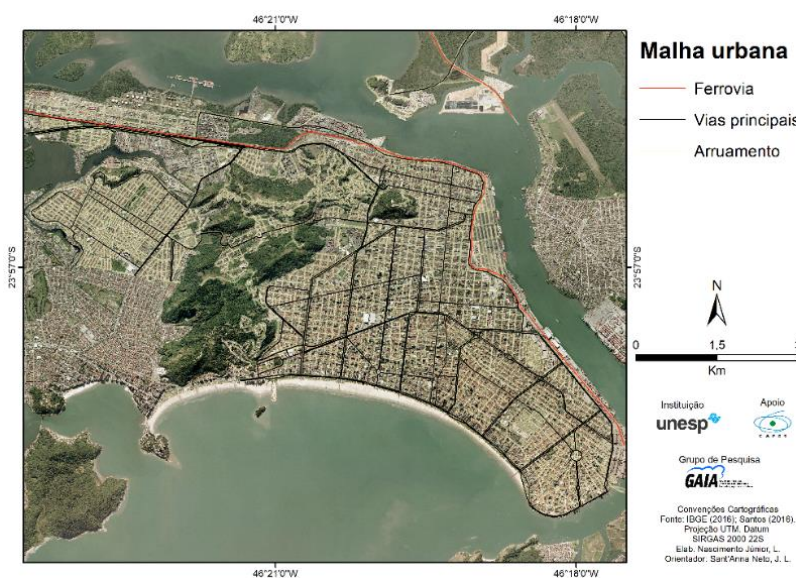 46°21'0"W
46°18'0"W
Malha urbana
Ferrovia
Vias principais
Arruamento
23°57'0"S
23°57'0"S
N
0
1.5
Km
Instituição
Apoio
unesp
CAPES
Grupo de Pesquisa
GAIA
Convenções Cartográficas
Fonte: IBGE (2016); Santos (2016).
Projeção UTM. Datum
SIRGAS 2000 22S
Elab. Nascimento Júnior, L.
Orientador. Sant'Anna Neto, J. L.
46°21'0"W
46°18'0"W